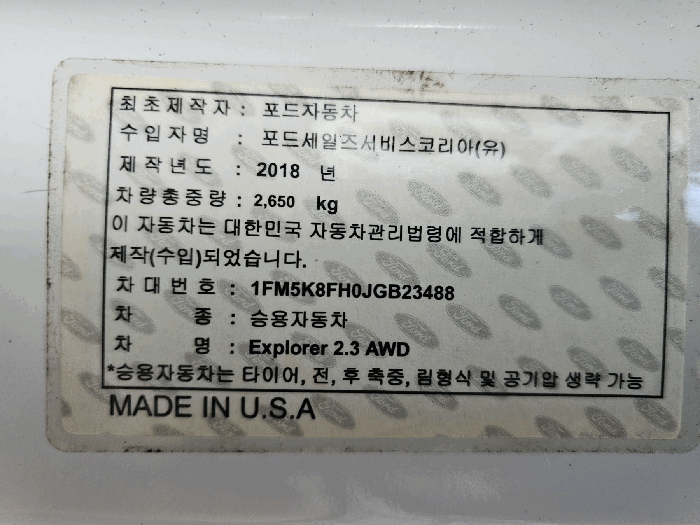 최초제작자 : 포드자동차
수입자명 : 포드세일즈서비스코리아(유)
제작년도 : 2018 년
차량총중량 : 2,650 kg
이 자동차는 대한민국 자동차관리법령에 적합하게
제작(수입)되었습니다.
차대번호 : 1FM5K8FH0JGB23488
차 종 : 승용자동차
차 명 : Explorer 2.3 AWD
*승용자동차는 타이어, 전, 후 축중, 림형식 및 공기압 생략 가능
MADE IN U.S.A